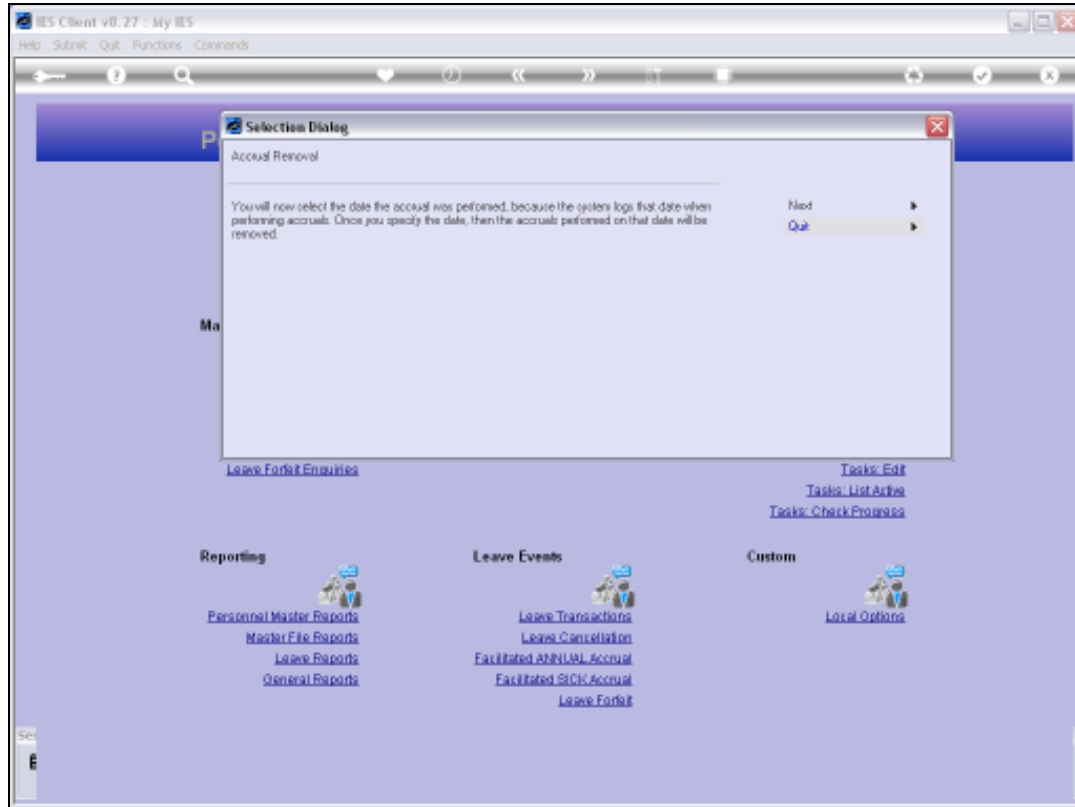 IES Client v8.27 : My IES
Help Submit Quit Functions Commands
Selection Dialog
Accrual Removal
You will now select the date the accrual was performed, because the system logs that date when
performing accruals. Once you specify the date, then the accruals performed on that date will be
removed.
Next
Quit
Ma
Leave Forfeit Enquiries
Tasks: Edit
Tasks: List Active
Tasks: Check Progress
Reporting
Leave Events
Custom
Personnel Master Reports
Master File Reports
Leave Reports
General Reports
Leave Transactions
Leave Cancellation
Facilitated ANNUAL Accrual
Facilitated SICK Accrual
Leave Forfeit
Local Options